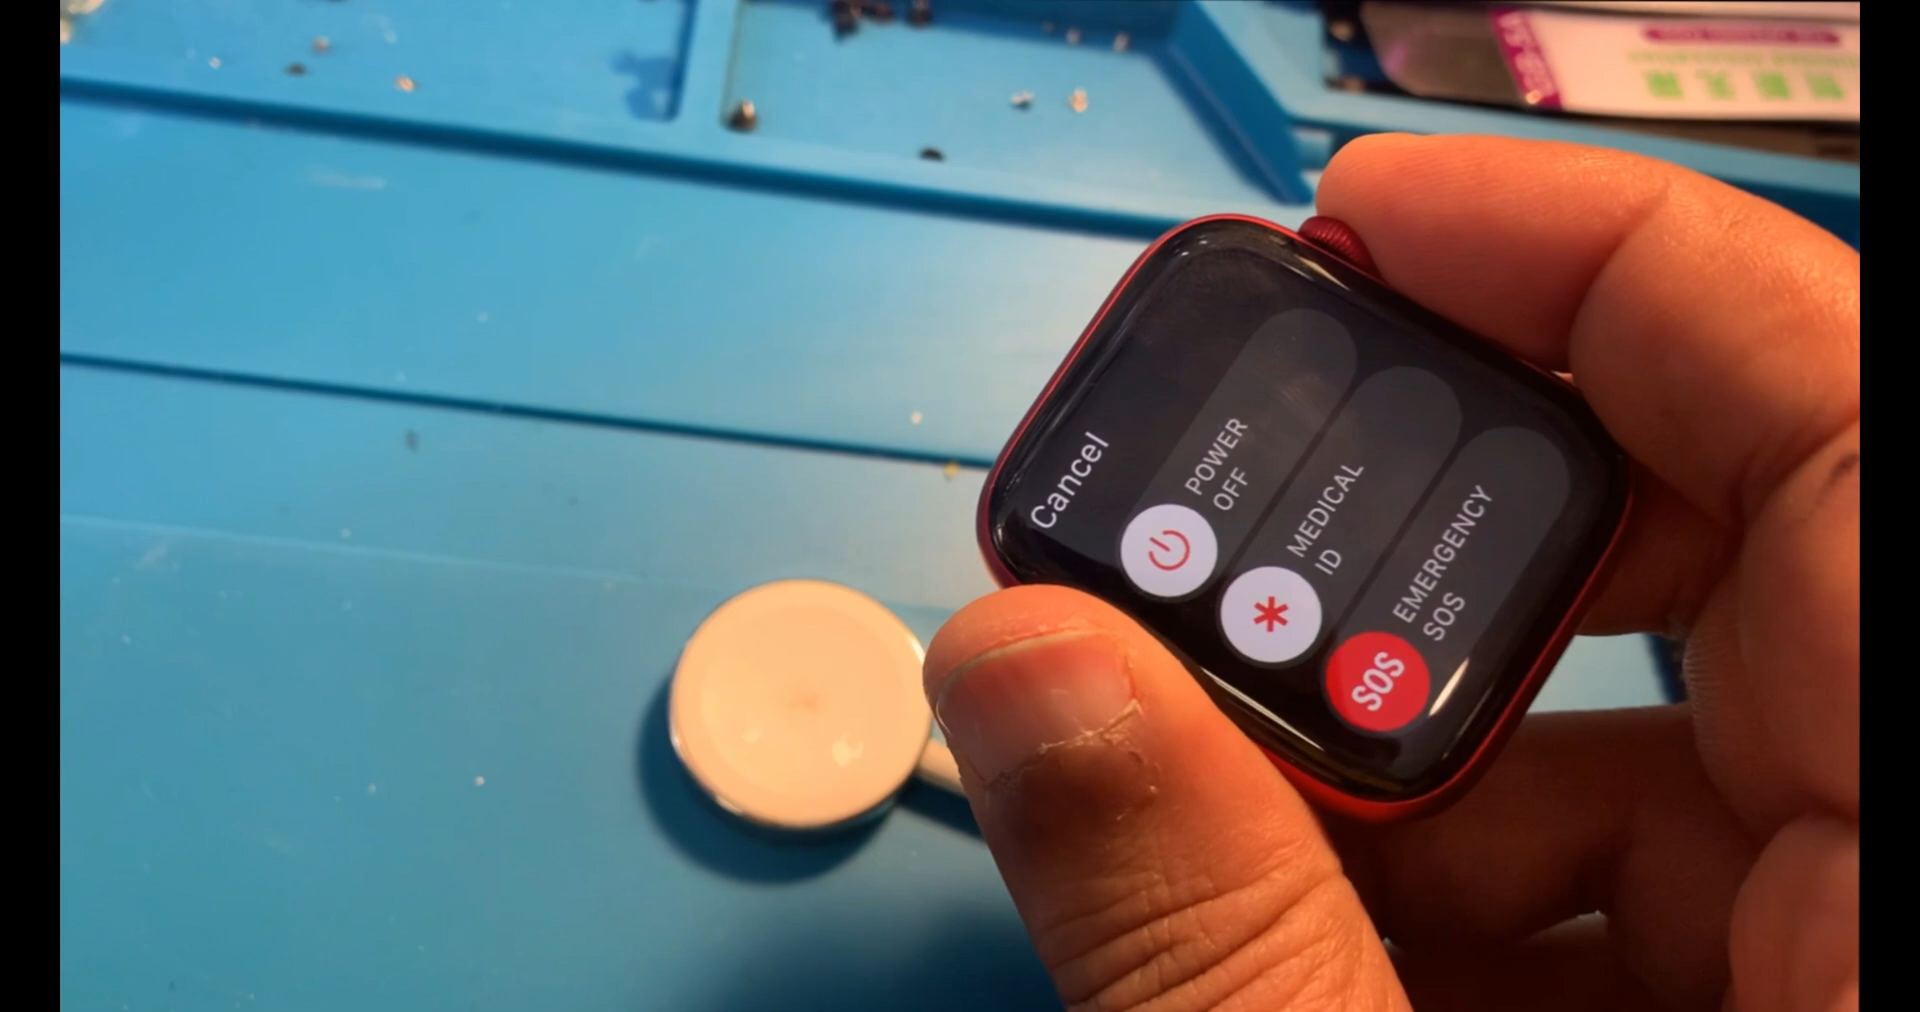 Cancel
POWER
OFF
MEDICAL
ID
EMERGENCY
SOS
SOS